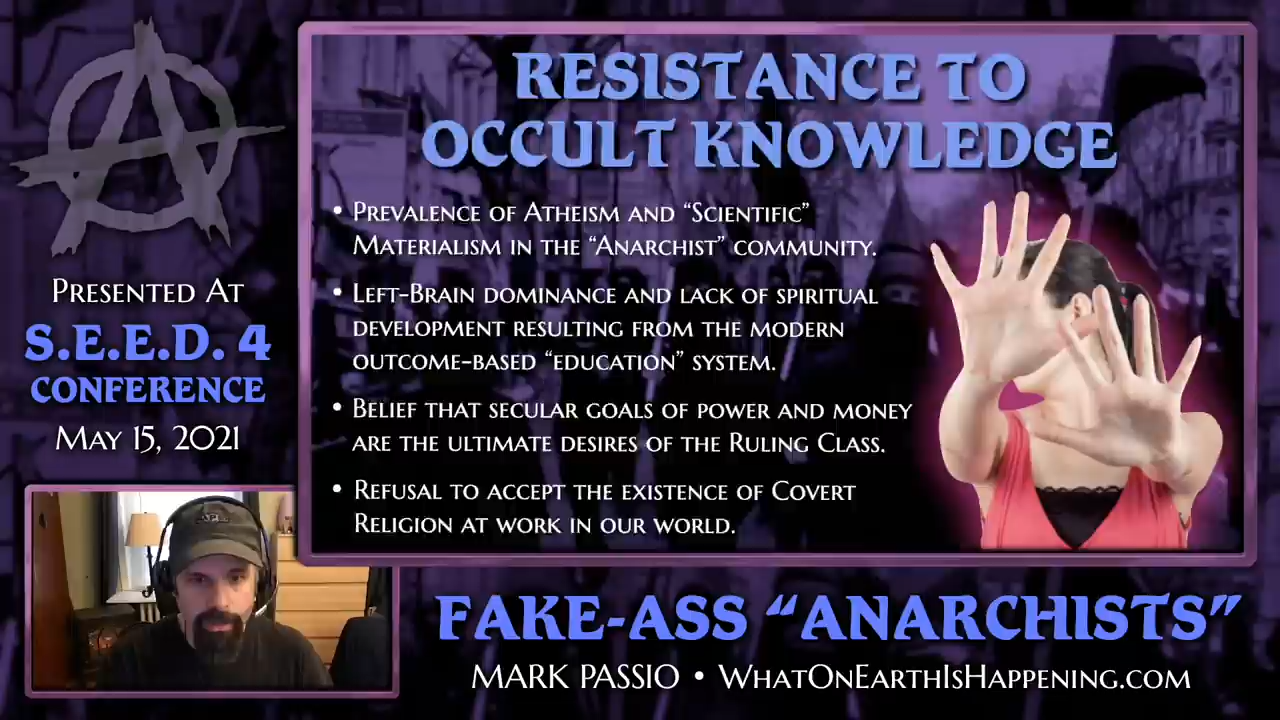 PRESENTED AT
S.E.E.D. 4
CONFERENCE
MAY 15, 2021
RESISTANCE TO
OCCULT KNOWLEDGE
• PREVALENCE OF ATHEISM AND “SCIENTIFIC”
MATERIALISM IN THE “ANARCHIST” COMMUNITY.
• LEFT-BRAIN DOMINANCE AND LACK OF SPIRITUAL
DEVELOPMENT RESULTING FROM THE MODERN
OUTCOME-BASED “EDUCATION” SYSTEM.
• BELIEF THAT SECULAR GOALS OF POWER AND MONEY
ARE THE ULTIMATE DESIRES OF THE RULING CLASS.
• REFUSAL TO ACCEPT THE EXISTENCE OF COVERT
RELIGION AT WORK IN OUR WORLD.
FAKE-ASS “ANARCHISTS”
MARK PASSIO • WHATONEARTHISHAPPENING.COM